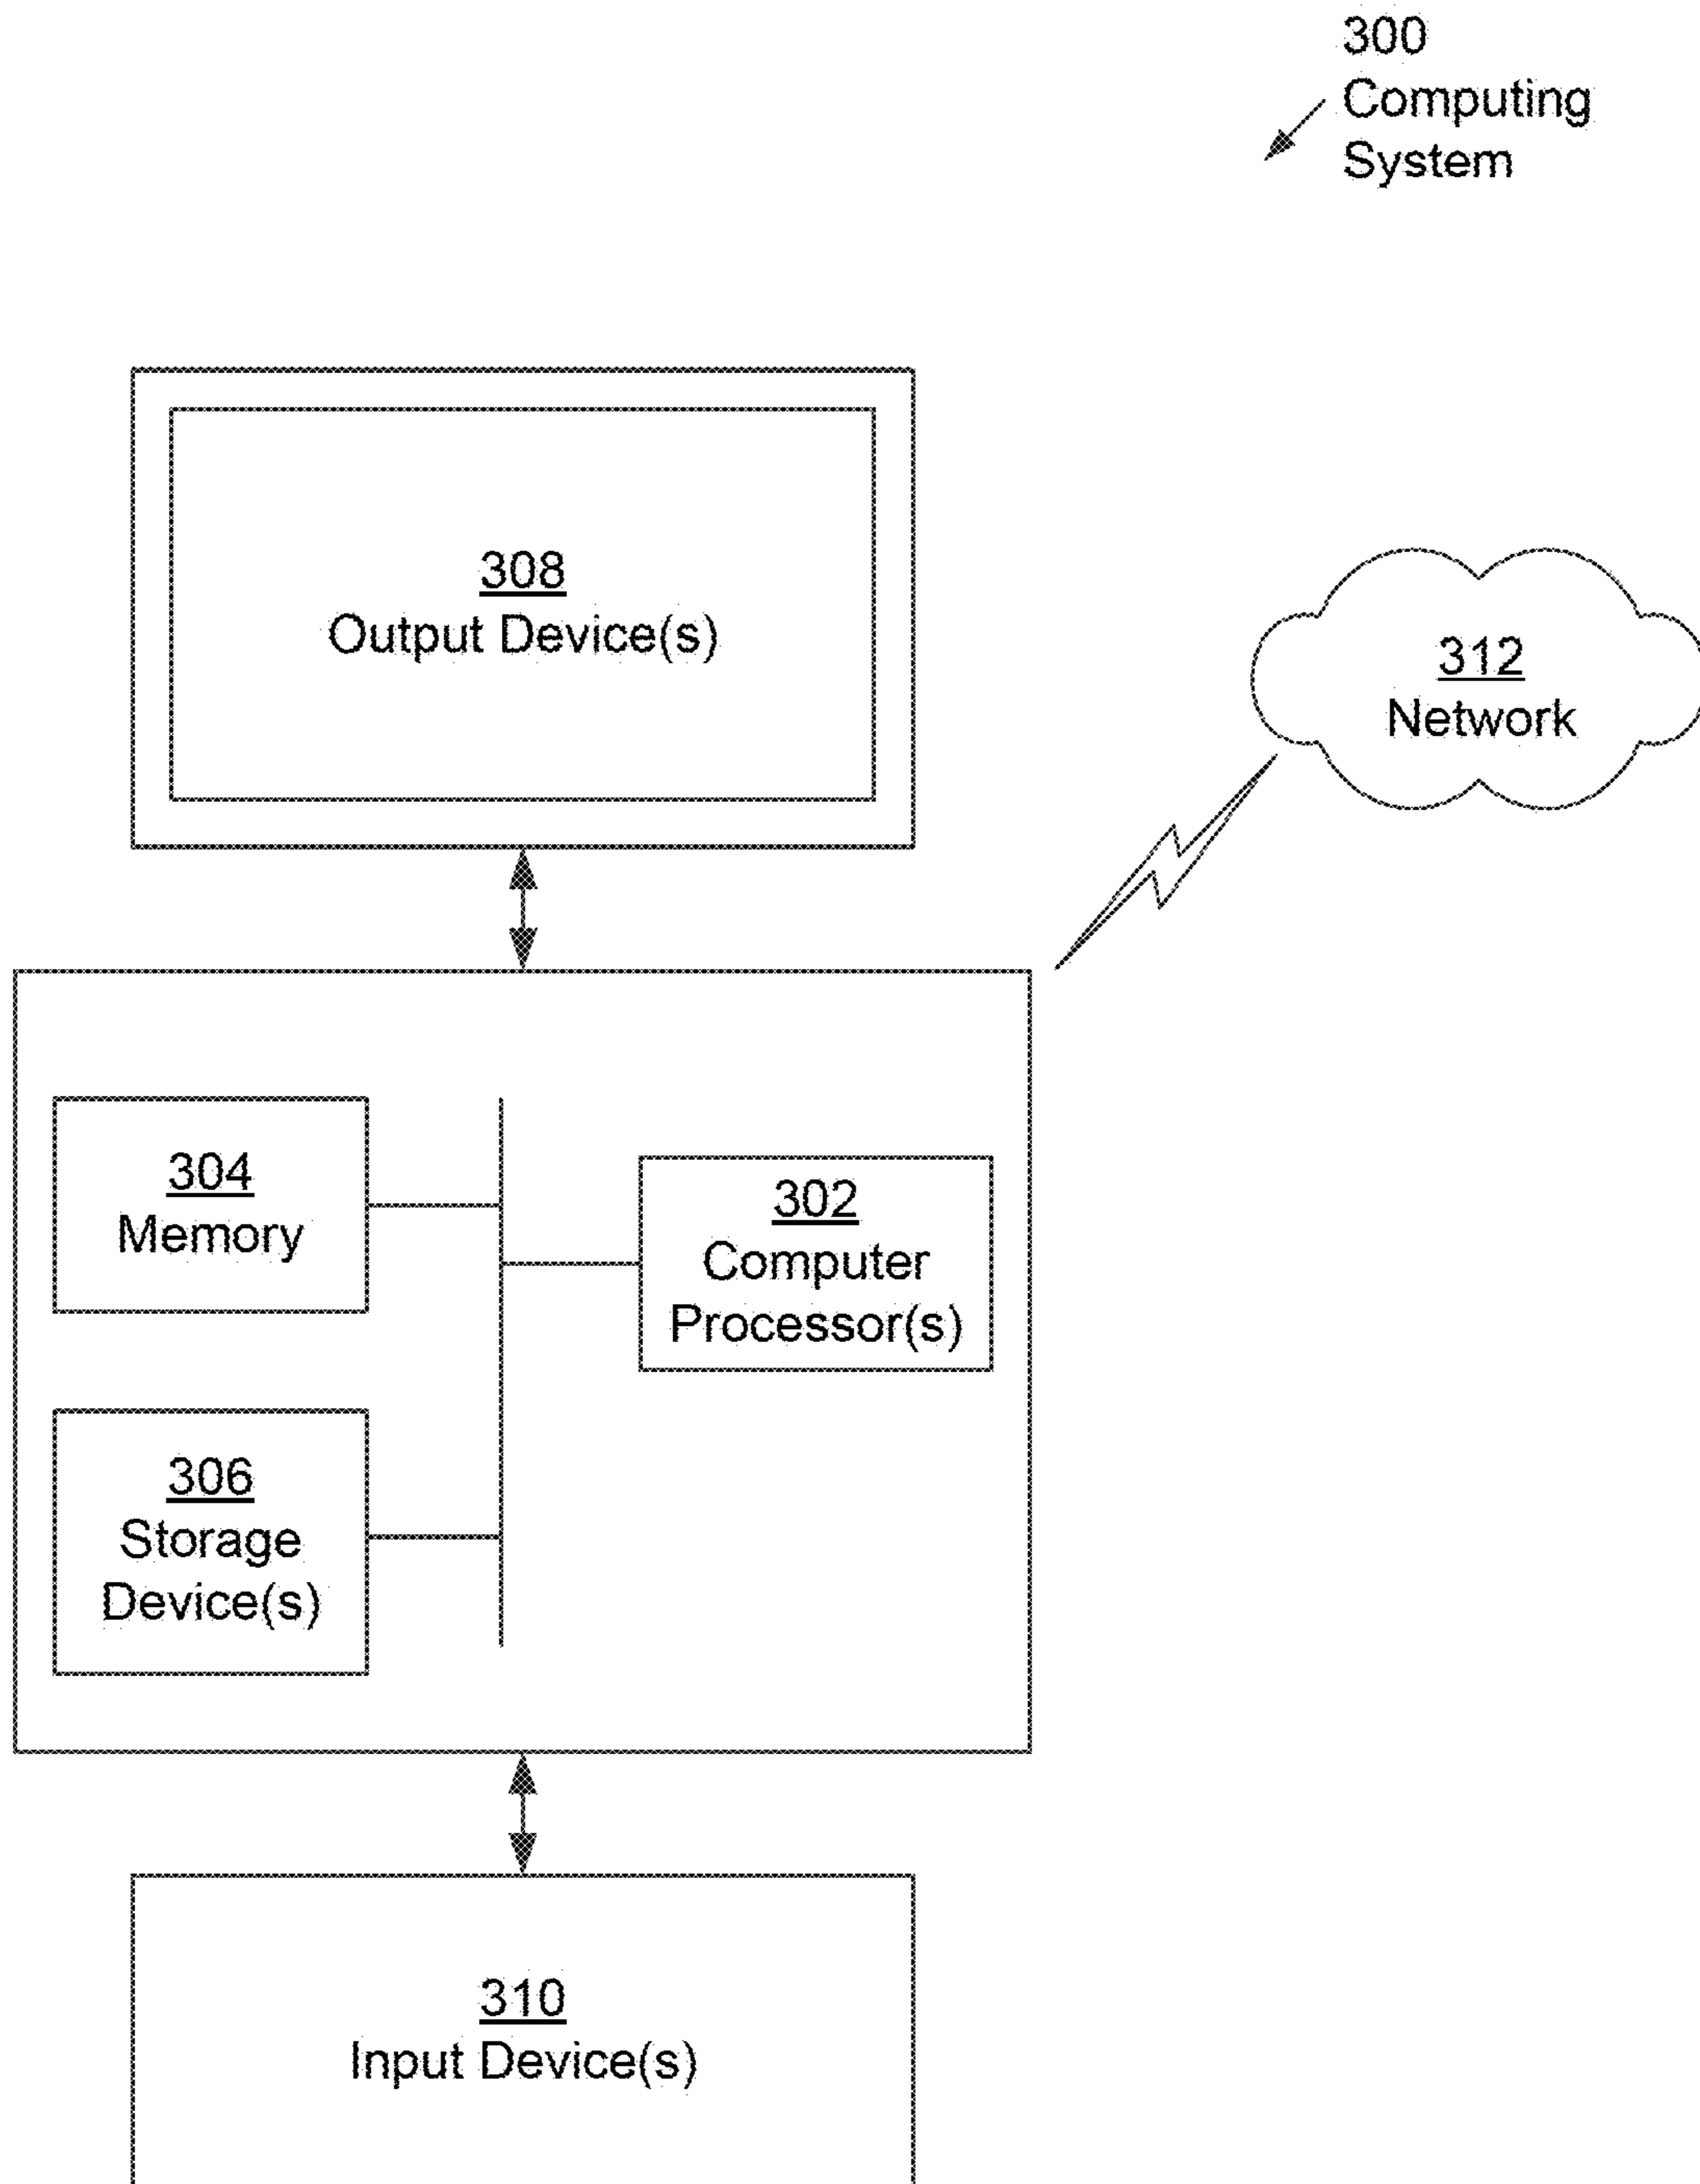 300
Computing
System
308
Output Device(s)
312
Network
304
Memory
302
Computer
Processor(s)
306
Storage
Device(s)
310
Input Device(s)